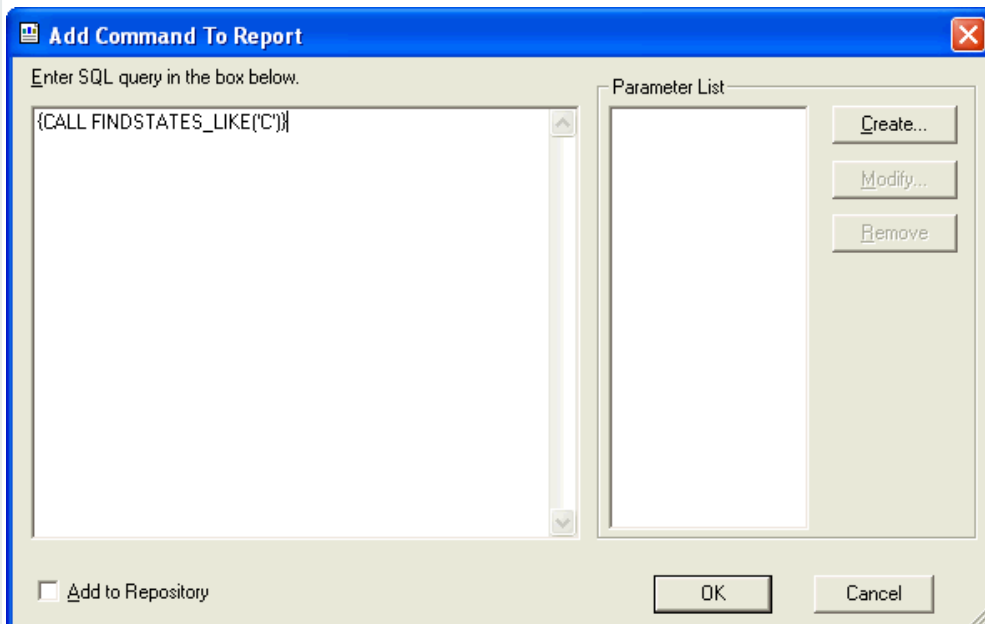 Add Command To Report
Enter SQL query in the box below.
{CALL FINDSTATES_LIKE('C')}
Parameter List
Create...
Modify...
Remove
Add to Repository
OK
Cancel